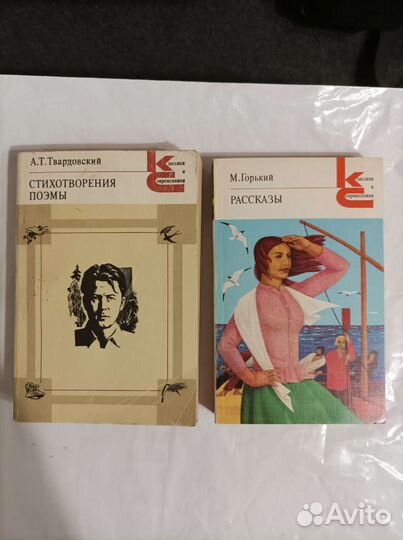 А.Т.Твардовский
СТИХОТВОРЕНИЯ
ПОЭМЫ
Классики
и
Современники
М.Горький
РАССКАЗЫ
Классики
и
Современники
Avito